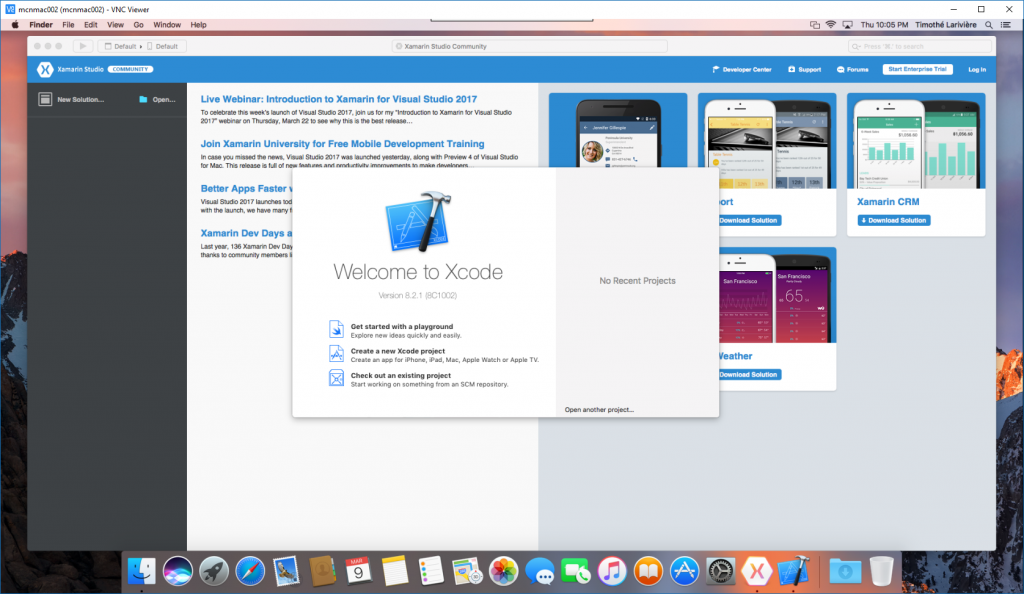 mcnmac002 (mcnmac002) - VNC Viewer
Finder File Edit View Go Window Help
Thu 10:05 PM Timothé Larivière
Default
Default
Xamarin Studio Community
Press '⌘.' to search
Xamarin Studio COMMUNITY
Developer Center
Support
Forums
Start Enterprise Trial
Log In
New Solution...
Open...
Live Webinar: Introduction to Xamarin for Visual Studio 2017
To celebrate this week's launch of Visual Studio 2017, join us for my "Introduction to Xamarin for Visual Studio
2017" webinar on Thursday, March 22 to see why this is the best release...
Join Xamarin University for Free Mobile Development Training
In case you missed the news, Visual Studio 2017 was launched yesterday, along with Preview 4 of Visual Studio
for Mac. This release is full of new features and productivity improvements to make developers...
Better Apps Faster w
Visual Studio 2017 launches tod
with the launch, we have many f
Xamarin Dev Days a
Last year, 136 Xamarin Dev Day
thanks to community members li
Jennifer Gillespie
ort
Download Solution
Xamarin CRM
Download Solution
San Francisco
San Francisco
65
Weather
Download Solution
Welcome to Xcode
Version 8.2.1 (8C1002)
Get started with a playground
Explore new ideas quickly and easily.
Create a new Xcode project
Create an app for iPhone, iPad, Mac, Apple Watch or Apple TV.
Check out an existing project
Start working on something from an SCM repository.
No Recent Projects
Open another project...
MAR
9